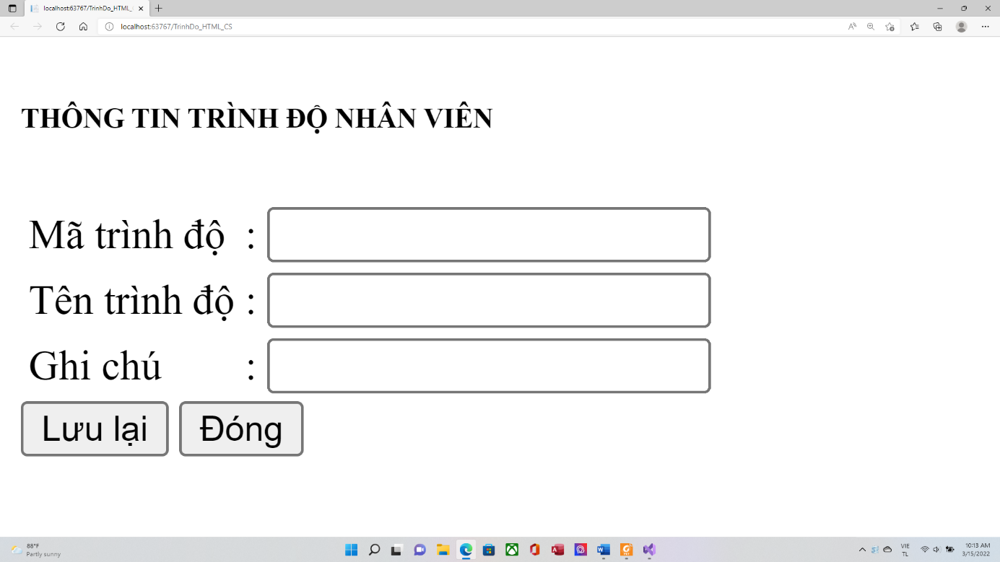 localhost:63767/TrinhDo_HTML_
localhost:63767/TrinhDo_HTML_CS
THÔNG TIN TRÌNH ĐỘ NHÂN VIÊN
Mã trình độ :
Tên trình độ :
Ghi chú :
Lưu lại Đóng
88°F
Partly sunny
VIE
TL
10:13 AM
3/15/2022